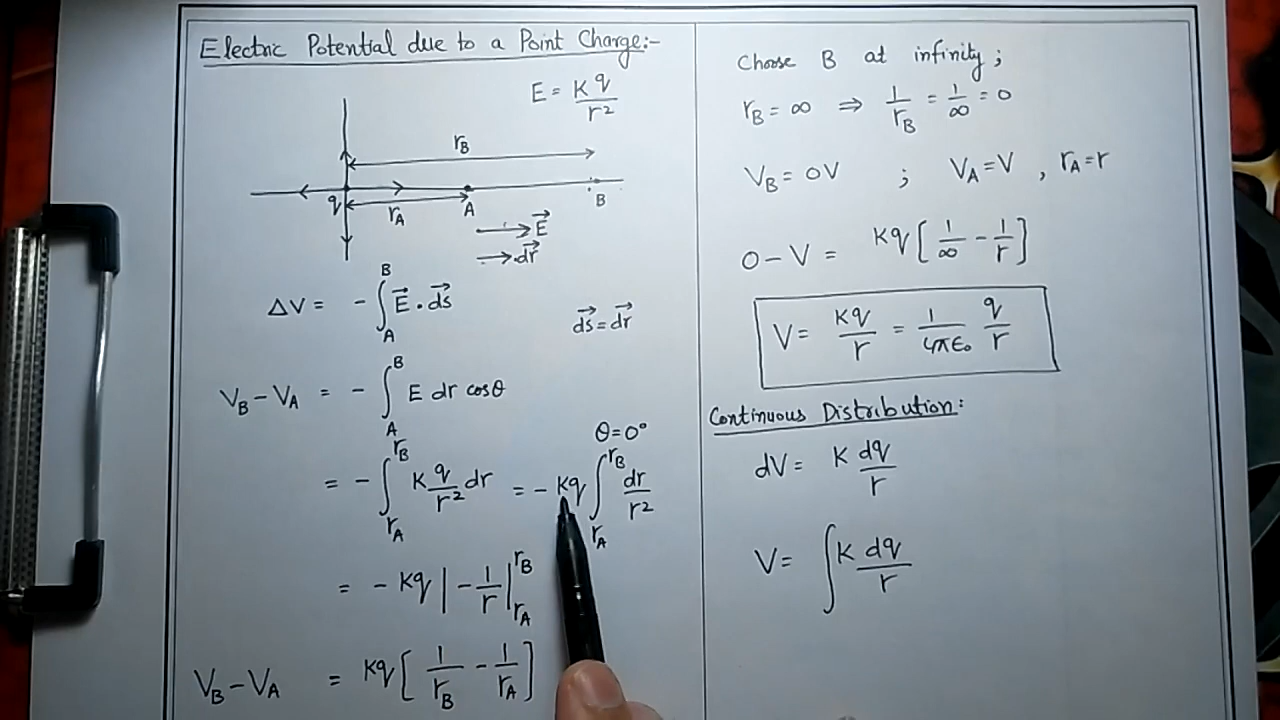 Electric Potential due to a Point Charge:-
E = K q / r²
r_B
q r_A A B
→E
→dr
ΔV = - ∫_A^B →E . →ds
→ds = →dr
V_B - V_A = - ∫_A^B E dr cosθ
θ = 0°
= - ∫_{r_A}^{r_B} K q/r² dr = - Kq ∫_{r_A}^{r_B} dr/r²
= - Kq | - 1/r |_{r_A}^{r_B}
V_B - V_A = Kq [ 1/r_B - 1/r_A ]
Choose B at infinity ;
r_B = ∞ ⇒ 1/r_B = 1/∞ = 0
V_B = 0V ; V_A = V , r_A = r
0 - V = Kq [ 1/∞ - 1/r ]
V = Kq/r = 1/4πε₀ q/r
Continuous Distribution:
dV = K dq/r
V = ∫ K dq/r